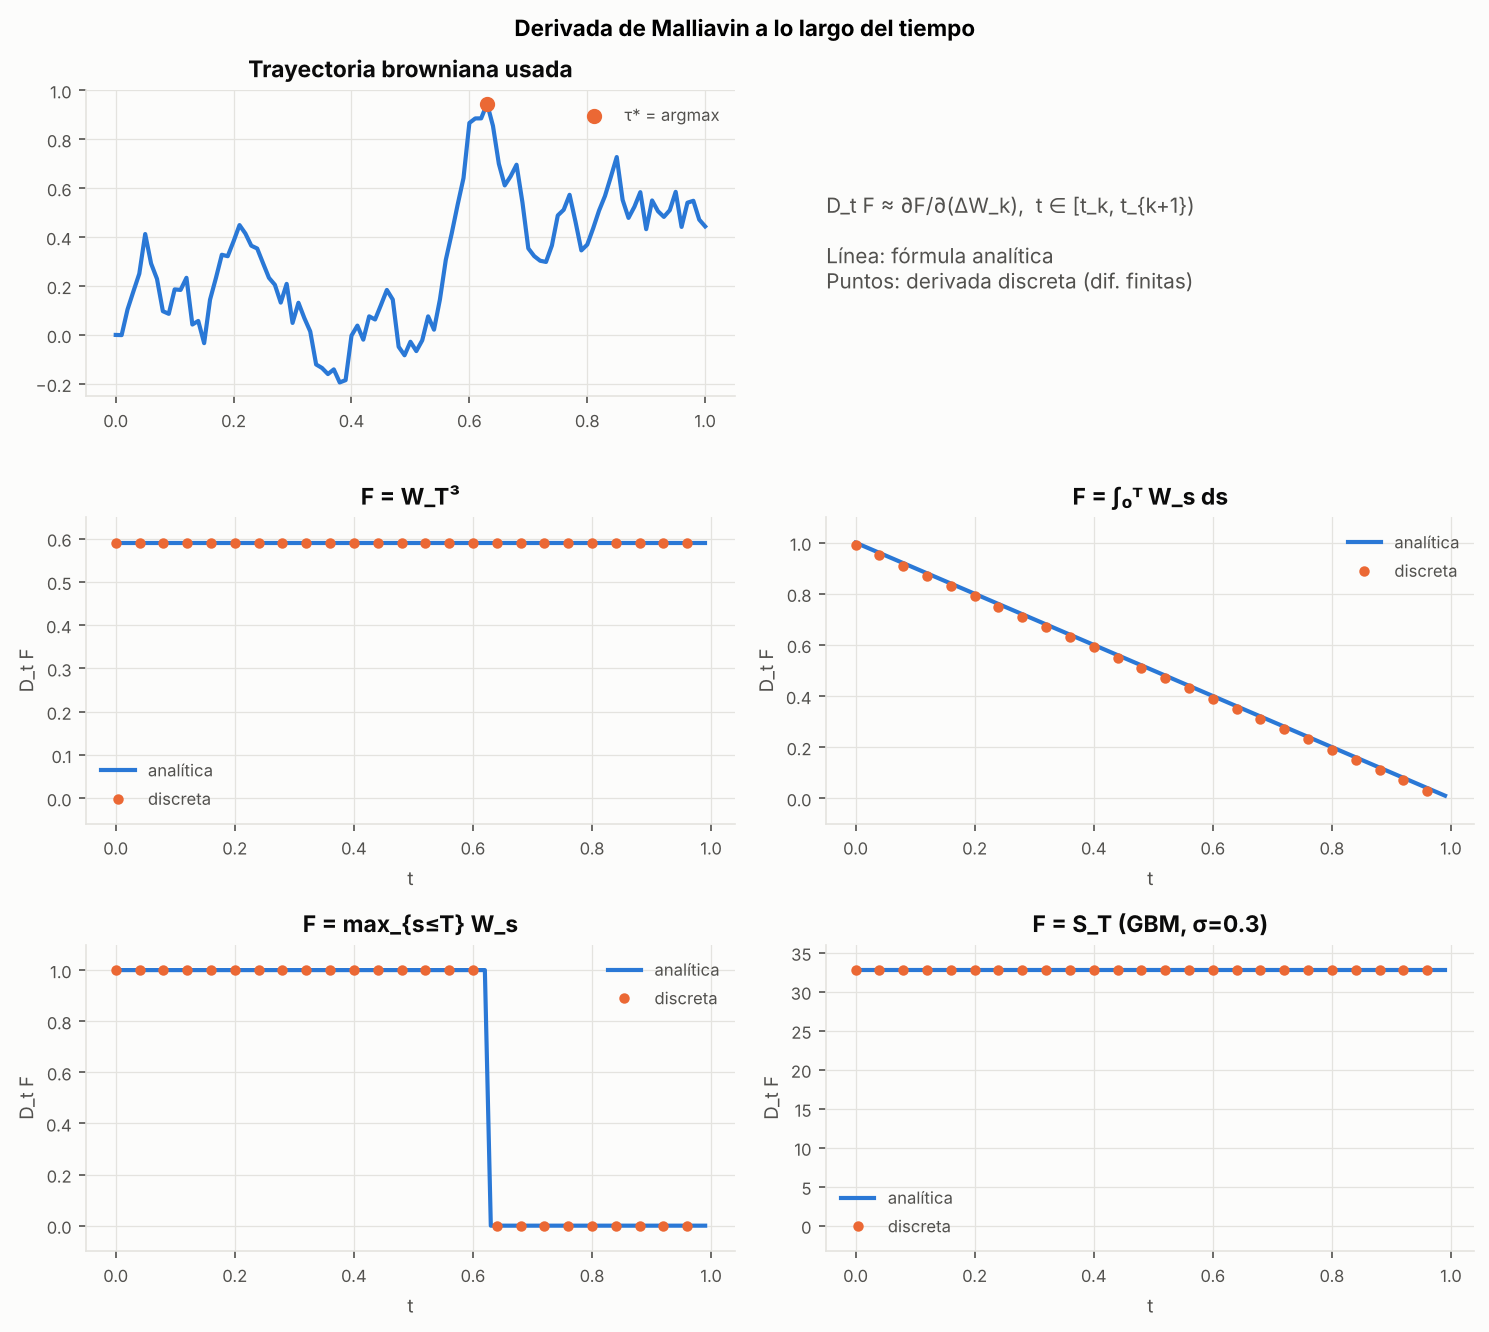 Derivada de Malliavin a lo largo del tiempo
Trayectoria browniana usada
1.0
0.8
0.6
0.4
0.2
0.0
−0.2
τ* = argmax
0.0 0.2 0.4 0.6 0.8 1.0
D_t F ≈ ∂F/∂(ΔW_k), t ∈ [t_k, t_{k+1})
Línea: fórmula analítica
Puntos: derivada discreta (dif. finitas)
F = W_T³
D_t F
0.6
0.5
0.4
0.3
0.2
0.1
0.0
analítica
discreta
0.0 0.2 0.4 0.6 0.8 1.0
t
F = ∫₀ᵀ W_s ds
D_t F
1.0
0.8
0.6
0.4
0.2
0.0
analítica
discreta
0.0 0.2 0.4 0.6 0.8 1.0
t
F = max_{s≤T} W_s
D_t F
1.0
0.8
0.6
0.4
0.2
0.0
analítica
discreta
0.0 0.2 0.4 0.6 0.8 1.0
t
F = S_T (GBM, σ=0.3)
D_t F
35
30
25
20
15
10
5
0
analítica
discreta
0.0 0.2 0.4 0.6 0.8 1.0
t